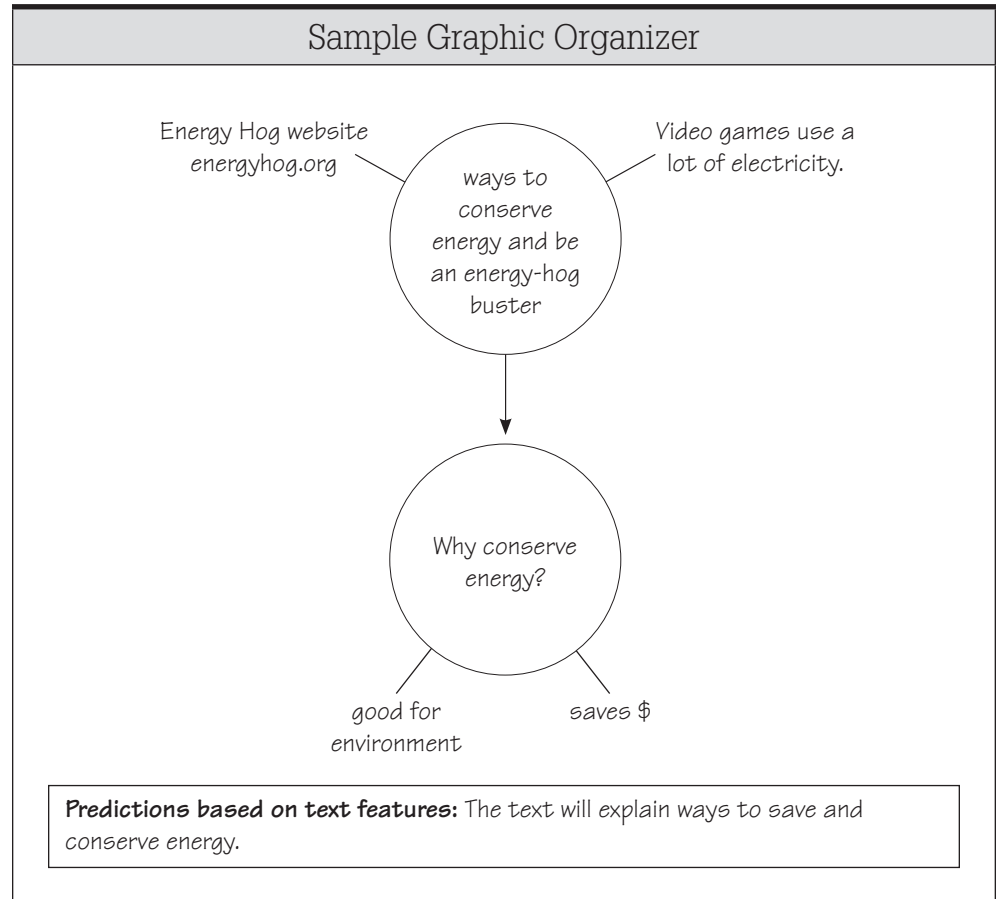 Sample Graphic Organizer
Energy Hog website
energyhog.org
Video games use a
lot of electricity.
ways to
conserve
energy and be
an energy-hog
buster
Why conserve
energy?
good for
environment
saves $
Predictions based on text features: The text will explain ways to save and
conserve energy.